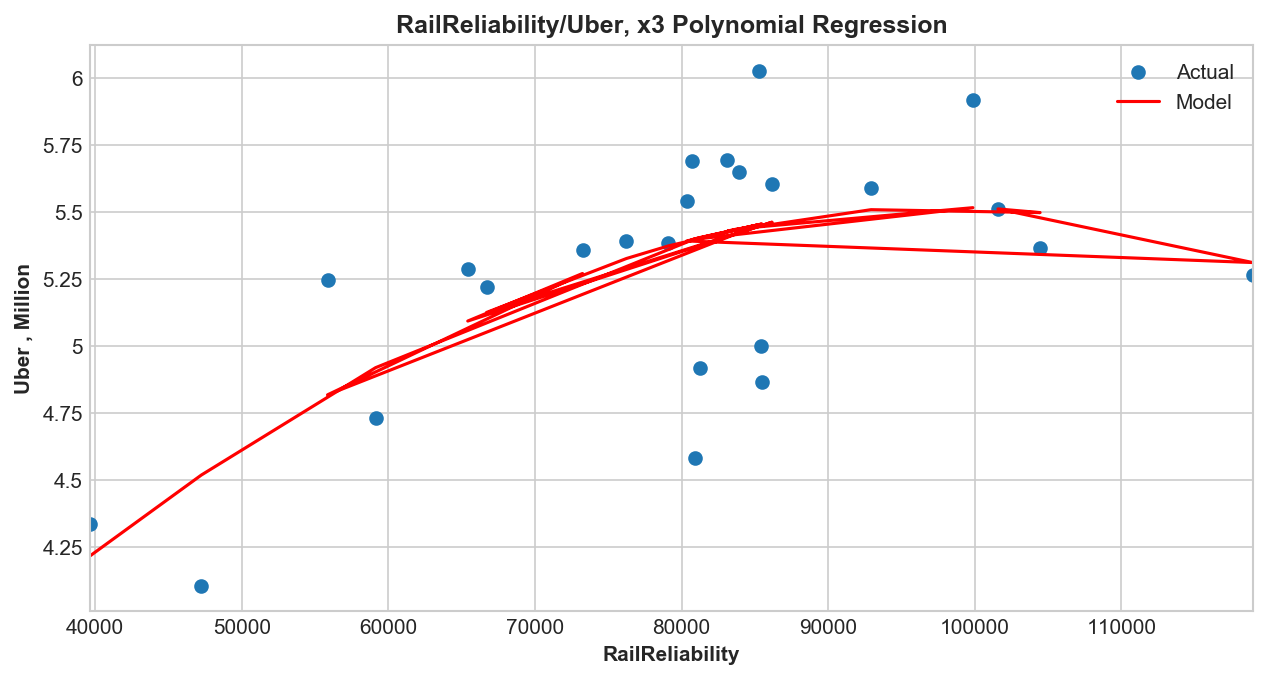 RailReliability/Uber, x3 Polynomial Regression
Actual
Model
6
5.75
5.5
5.25
5
4.75
4.5
4.25
Uber , Million
40000 50000 60000 70000 80000 90000 100000 110000
RailReliability